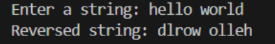 Enter a string: hello world
Reversed string: dlrow olleh